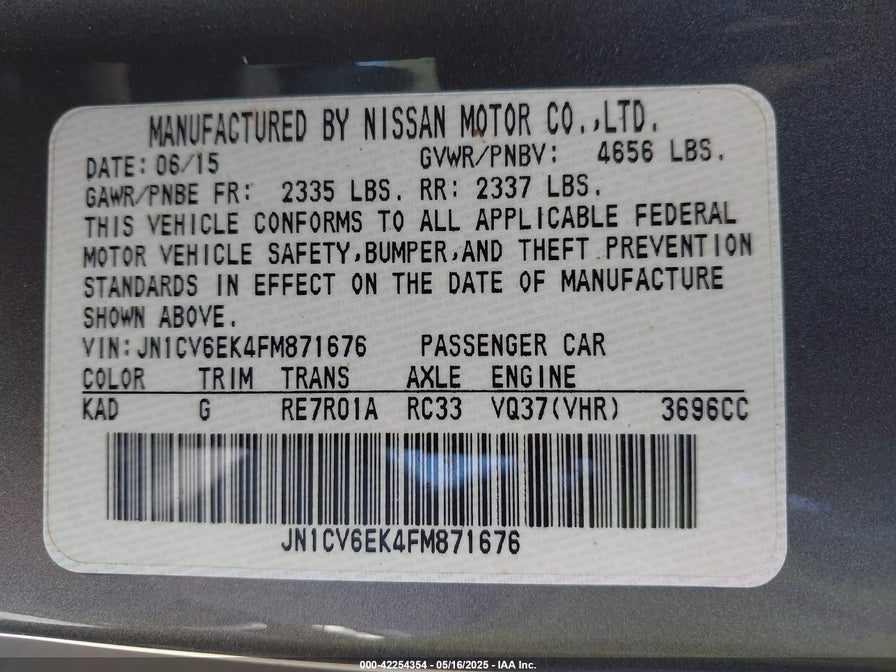 MANUFACTURED BY NISSAN MOTOR CO.,LTD.
DATE: 06/15 GVWR/PNBV: 4656 LBS.
GAWR/PNBE FR: 2335 LBS. RR: 2337 LBS.
THIS VEHICLE CONFORMS TO ALL APPLICABLE FEDERAL
MOTOR VEHICLE SAFETY,BUMPER,AND THEFT PREVENTION
STANDARDS IN EFFECT ON THE DATE OF MANUFACTURE
SHOWN ABOVE.
VIN: JN1CV6EK4FM871676 PASSENGER CAR
COLOR TRIM TRANS AXLE ENGINE
KAD G RE7R01A RC33 VQ37(VHR) 3696CC
JN1CV6EK4FM871676
000-42254354 - 05/16/2025 - IAA Inc.